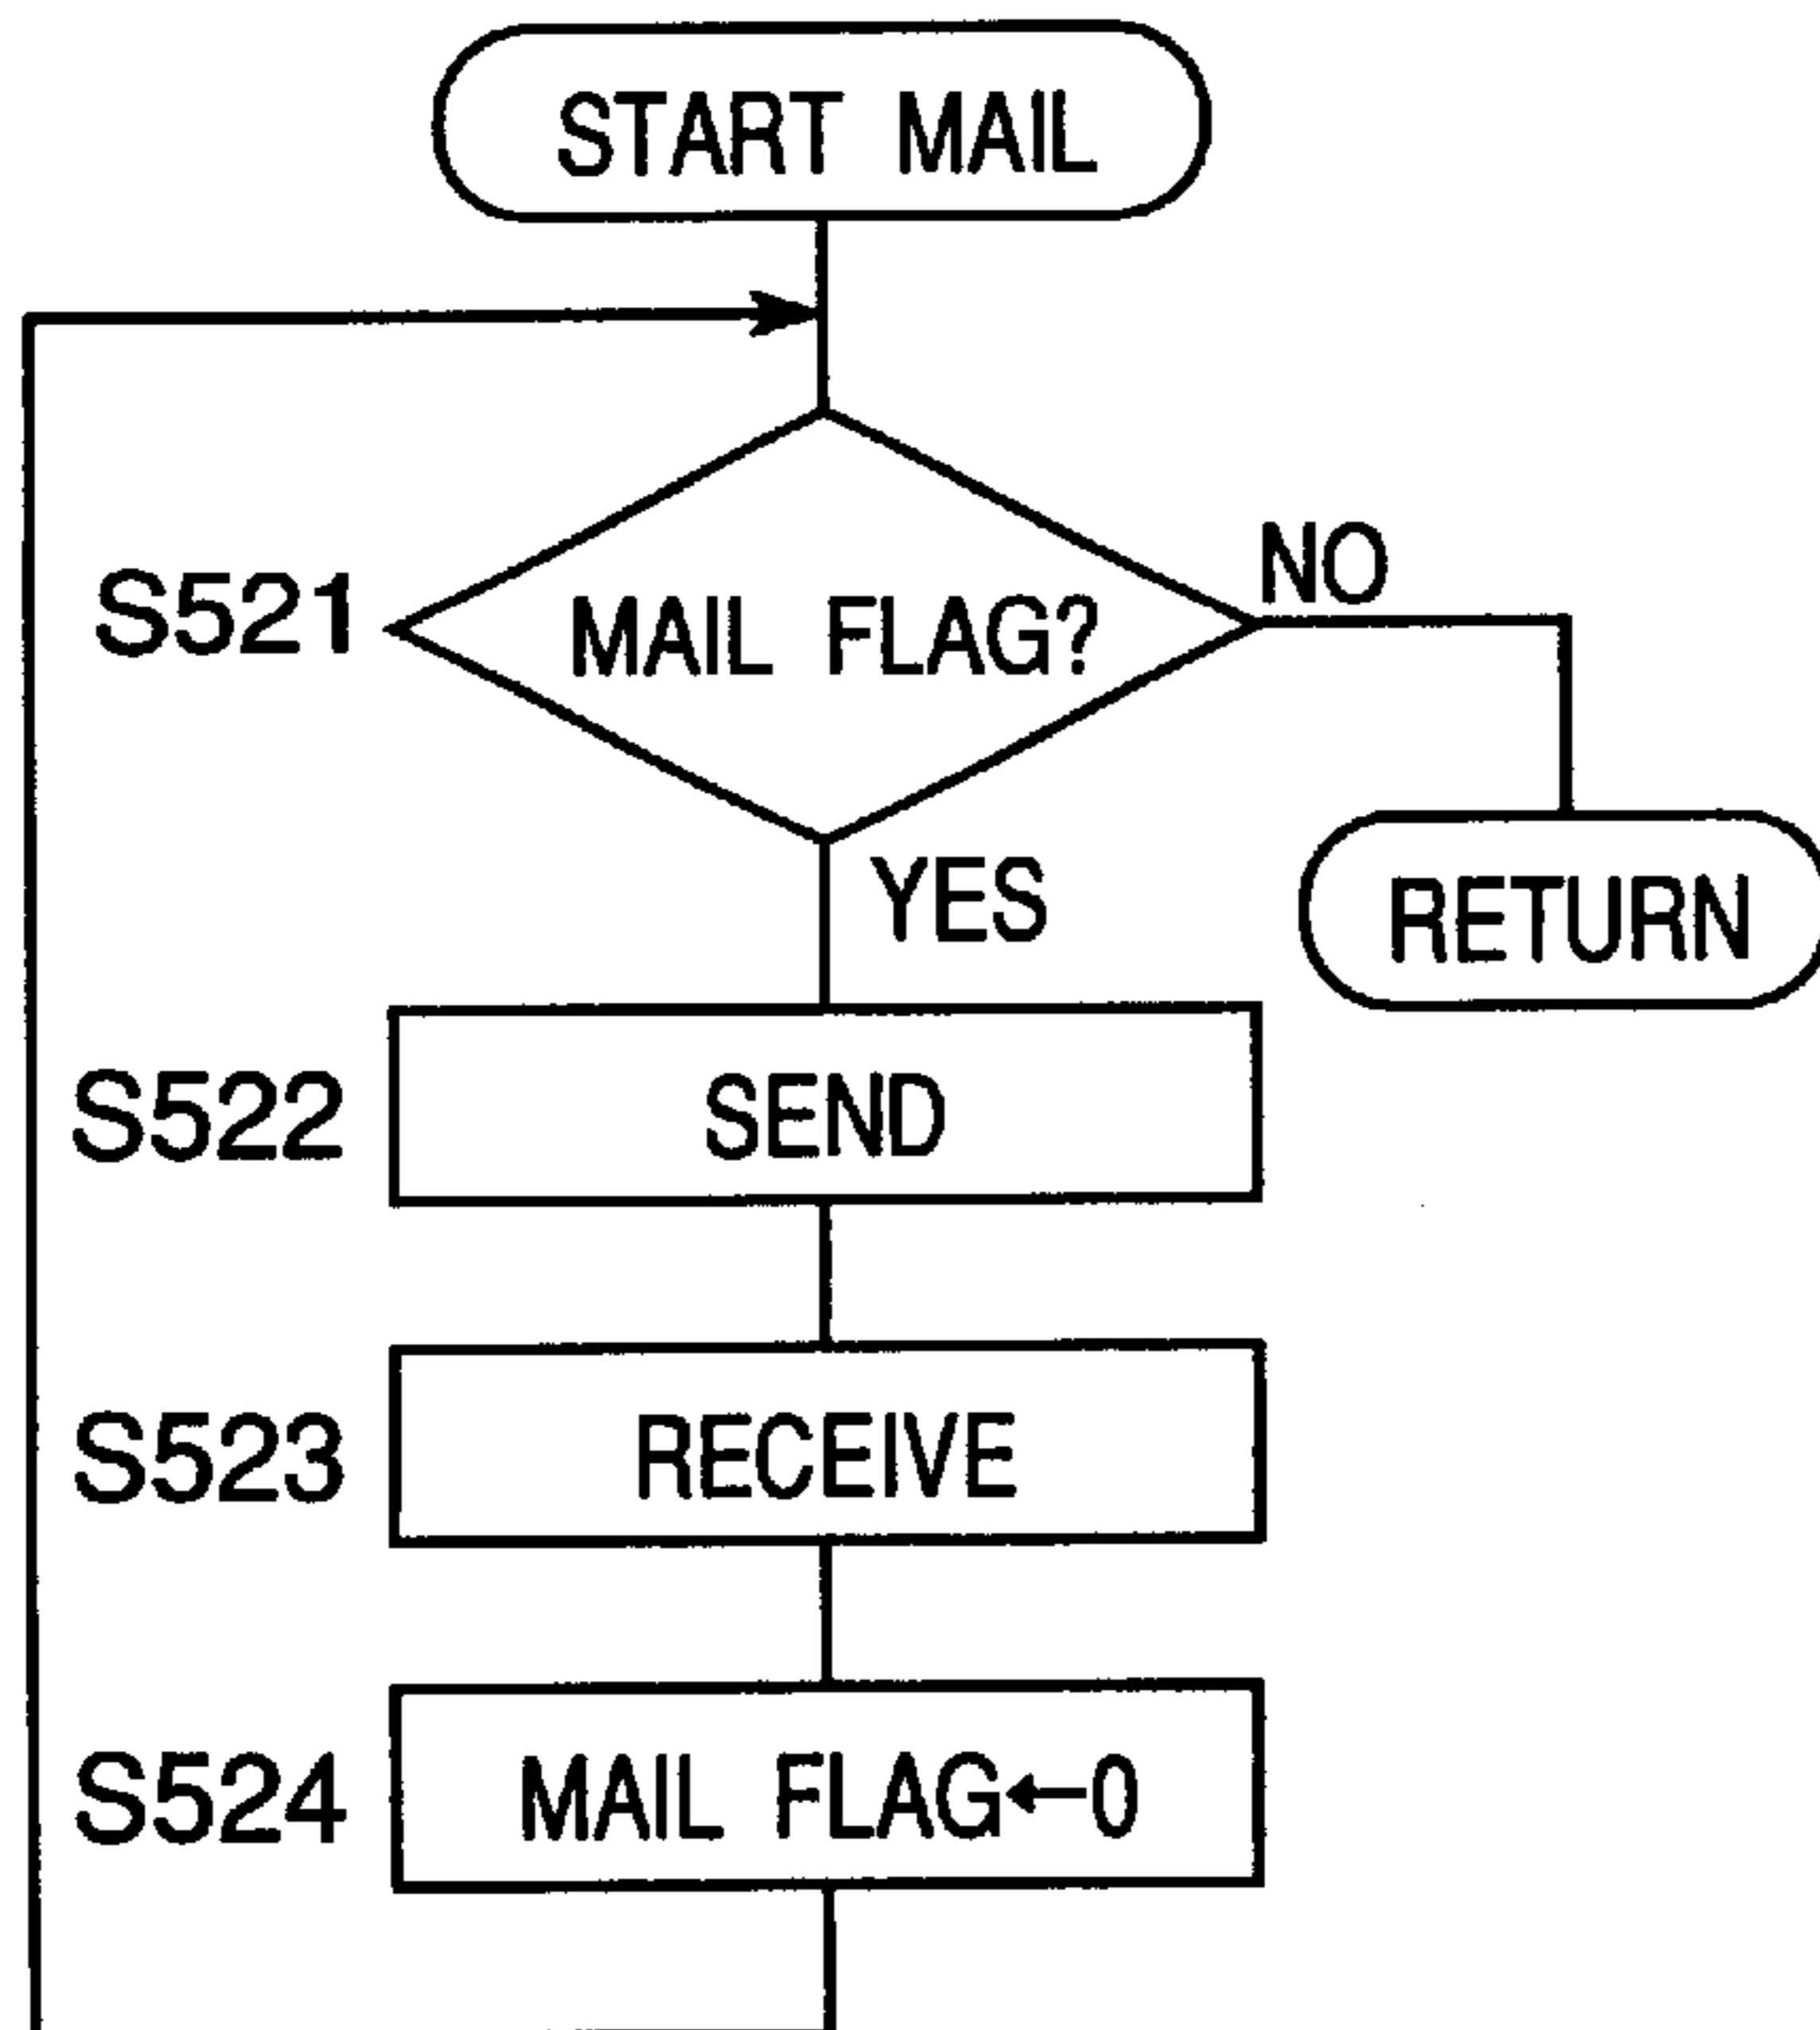 START MAIL
S521
MAIL FLAG?
NO
YES
RETURN
S522
SEND
S523
RECEIVE
S524
MAIL FLAG←0